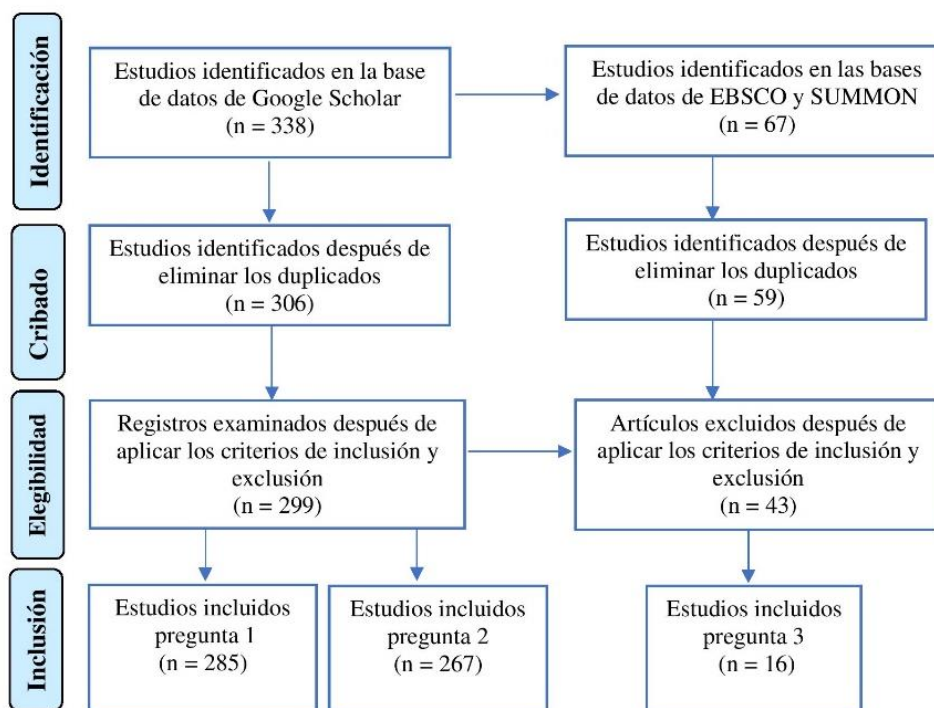 Identificación
Estudios identificados en la base
de datos de Google Scholar
(n = 338)
Estudios identificados en las bases
de datos de EBSCO y SUMMON
(n = 67)
Cribado
Estudios identificados después de
eliminar los duplicados
(n = 306)
Estudios identificados después de
eliminar los duplicados
(n = 59)
Elegibilidad
Registros examinados después de
aplicar los criterios de inclusión y
exclusión
(n = 299)
Artículos excluidos después de
aplicar los criterios de inclusión y
exclusión
(n = 43)
Inclusión
Estudios incluidos
pregunta 1
(n = 285)
Estudios incluidos
pregunta 2
(n = 267)
Estudios incluidos
pregunta 3
(n = 16)